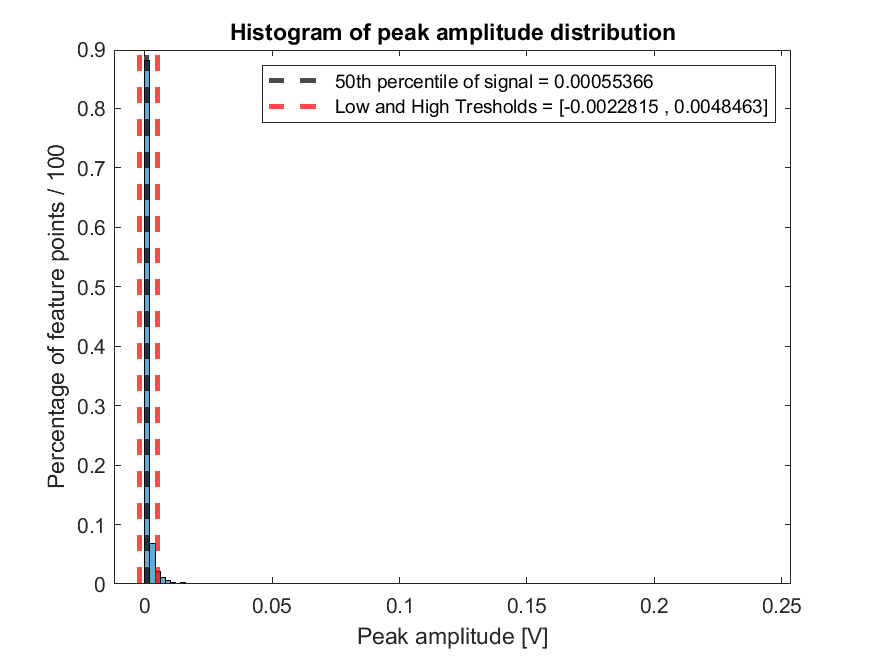 Histogram of peak amplitude distribution
50th percentile of signal = 0.00055366
Low and High Tresholds = [-0.0022815 , 0.0048463]
Percentage of feature points / 100
0.9
0.8
0.7
0.6
0.5
0.4
0.3
0.2
0.1
0
0 0.05 0.1 0.15 0.2 0.25
Peak amplitude [V]